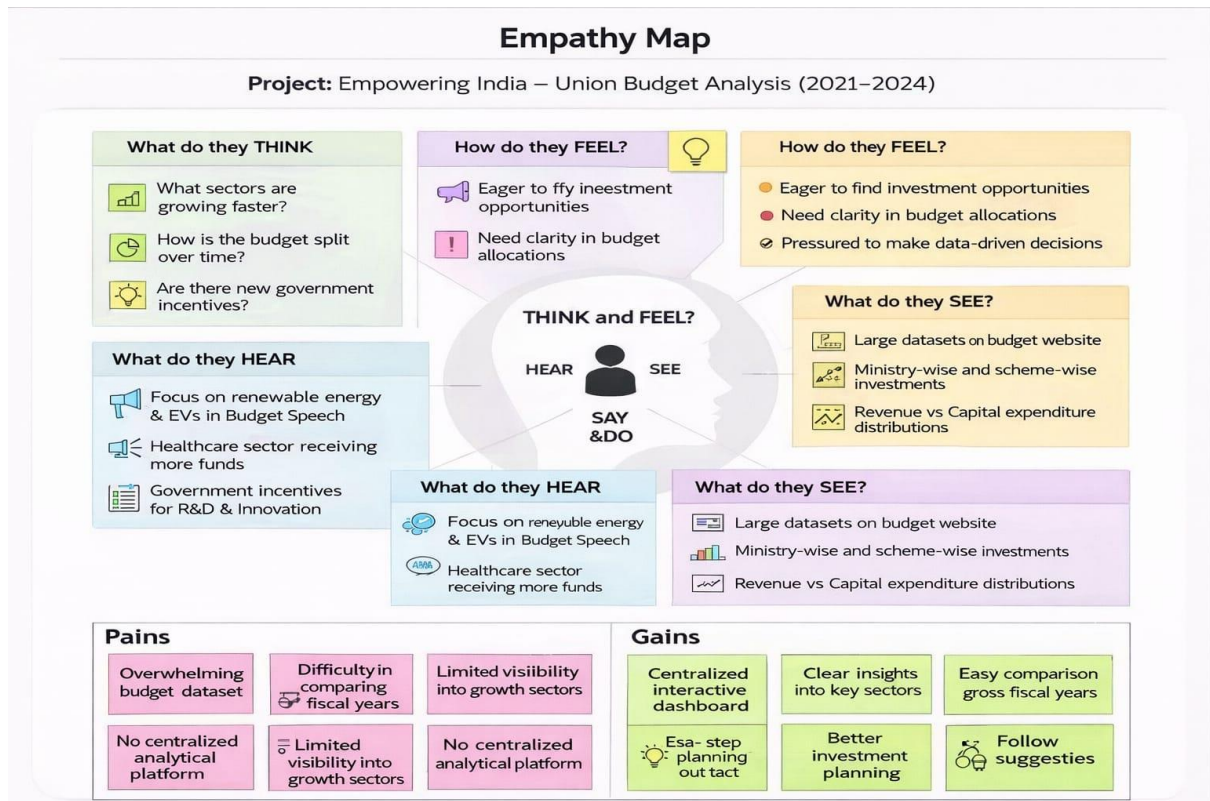 Empathy Map
Project: Empowering India – Union Budget Analysis (2021–2024)
What do they THINK
What sectors are
growing faster?
How is the budget split
over time?
Are there new government
incentives?
How do they FEEL?
Eager to ffy ineestment
opportunities
Need clarity in budget
allocations
How do they FEEL?
Eager to find investment opportunities
Need clarity in budget allocations
Pressured to make data-driven decisions
What do they SEE?
Large datasets on budget website
Ministry-wise and scheme-wise
investments
Revenue vs Capital expenditure
distributions
THINK and FEEL?
HEAR
SEE
SAY
&DO
What do they HEAR
Focus on renewable energy
& EVs in Budget Speech
Healthcare sector receiving
more funds
Government incentives
for R&D & Innovation
What do they HEAR
Focus on reneyuble energy
& EVs in Budget Speech
Healthcare sector
receiving more funds
What do they SEE?
Large datasets on budget website
Ministry-wise and scheme-wise investments
Revenue vs Capital expenditure distributions
Pains
Overwhelming
budget dataset
Difficulty in
comparing
fiscal years
Limited visiibility
into growth sectors
No centralized
analytical
platform
Limited
visibility into
growth sectors
No centralized
analytical platform
Gains
Centralized
interactive
dashboard
Clear insights
into key sectors
Easy comparison
gross fiscal years
Esa- step
planning
out tact
Better
investment
planning
Follow
suggesties